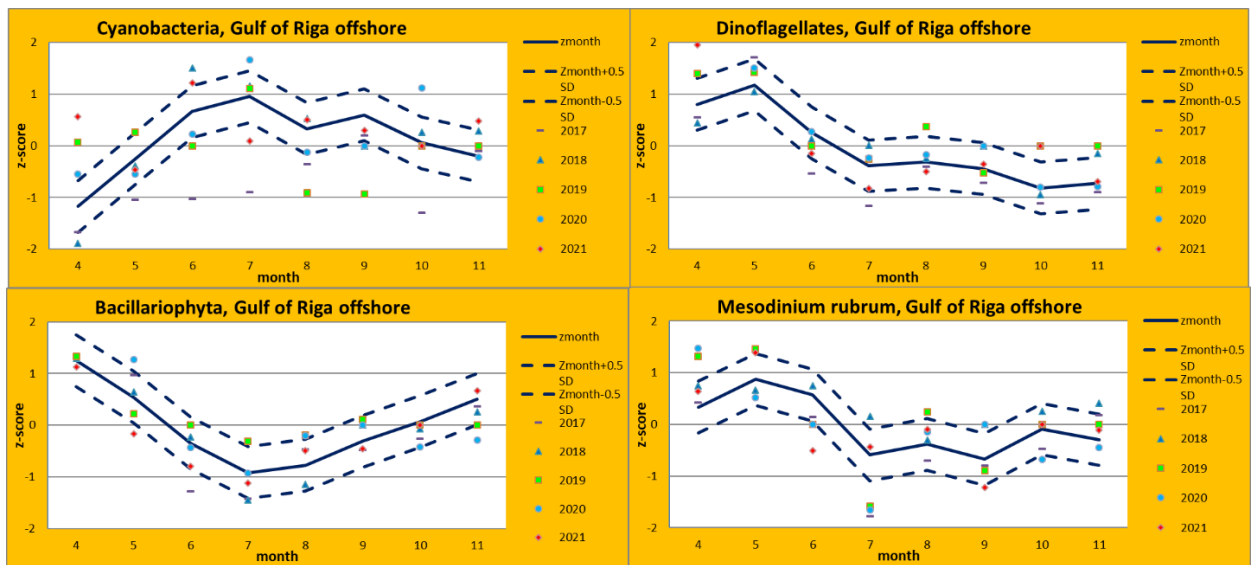 Cyanobacteria, Gulf of Riga offshore
2
1
0
-1
-2
z-score
4 5 6 7 8 9 10 11
month
zmonth
Zmonth+0.5
SD
Zmonth-0.5
SD
2017
2018
2019
2020
2021
Dinoflagellates, Gulf of Riga offshore
2
1
0
-1
-2
z-score
4 5 6 7 8 9 10 11
month
zmonth
Zmonth+0.5
SD
Zmonth-0.5
SD
2017
2018
2019
2020
2021
Bacillariophyta, Gulf of Riga offshore
2
1
0
-1
-2
z-score
4 5 6 7 8 9 10 11
month
zmonth
Zmonth+0.5
SD
Zmonth-0.5
SD
2017
2018
2019
2020
2021
Mesodinium rubrum, Gulf of Riga offshore
2
1
0
-1
-2
z-score
4 5 6 7 8 9 10 11
month
zmonth
Zmonth+0.5
SD
Zmonth-0.5
SD
2017
2018
2019
2020
2021